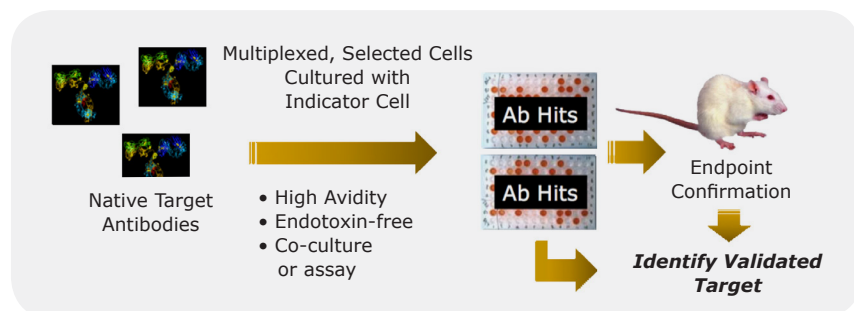 Multiplexed, Selected Cells
Cultured with
Indicator Cell
Native Target
Antibodies
• High Avidity
• Endotoxin-free
• Co-culture
or assay
Ab Hits
Ab Hits
Endpoint
Confirmation
Identify Validated
Target